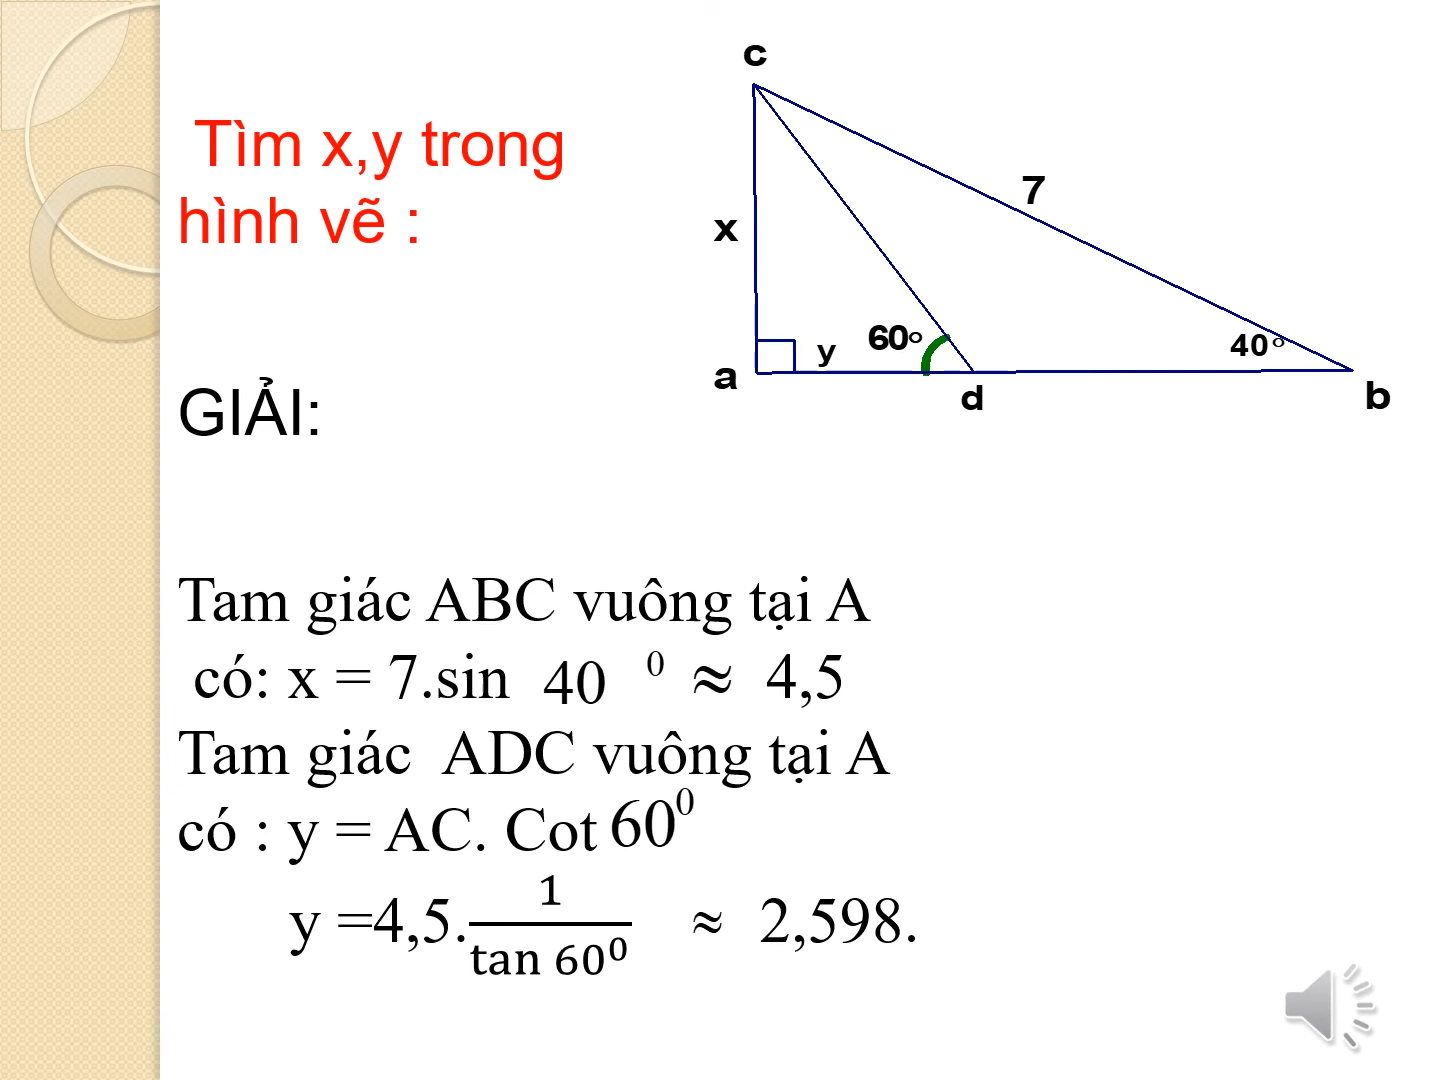 Tìm x,y trong
hình vẽ :
c
7
x
60°
y
40°
a
d
b
GIẢI:
Tam giác ABC vuông tại A
có: x = 7.sin 40 ⁰ ≈ 4,5
Tam giác ADC vuông tại A
có : y = AC. Cot 60⁰
y =4,5. 1/tan 60⁰ ≈ 2,598.